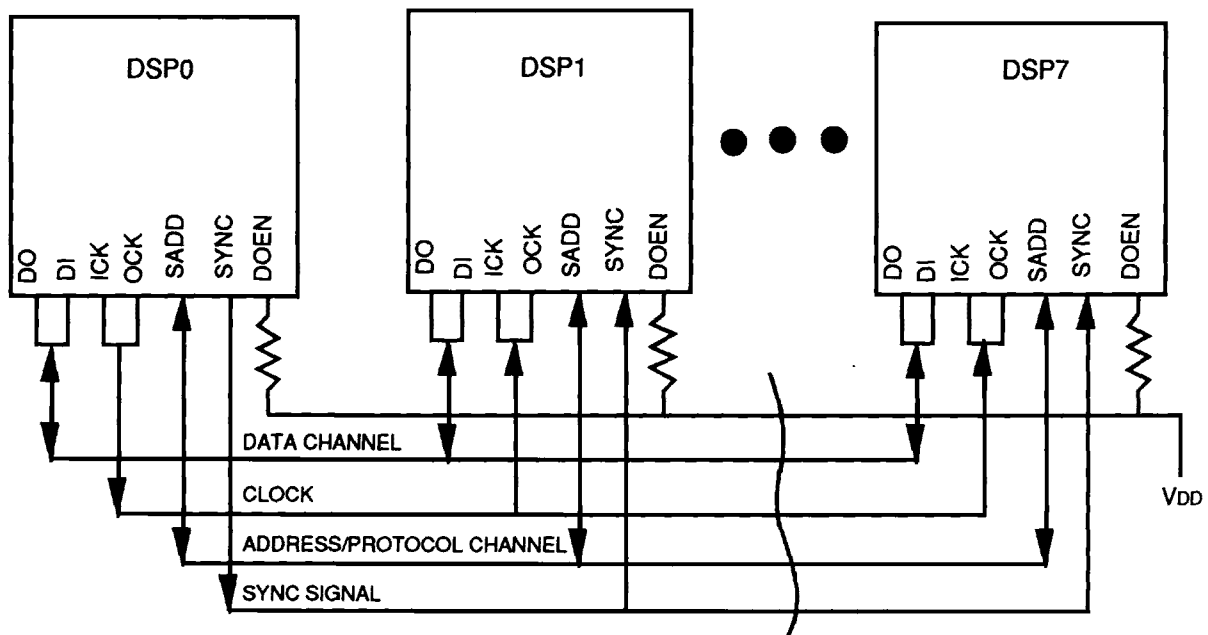 DSP0
DSP1
DSP7
DO
DI
ICK
OCK
SADD
SYNC
DOEN
DO
DI
ICK
OCK
SADD
SYNC
DOEN
DO
DI
ICK
OCK
SADD
SYNC
DOEN
DATA CHANNEL
CLOCK
VDD
ADDRESS/PROTOCOL CHANNEL
SYNC SIGNAL